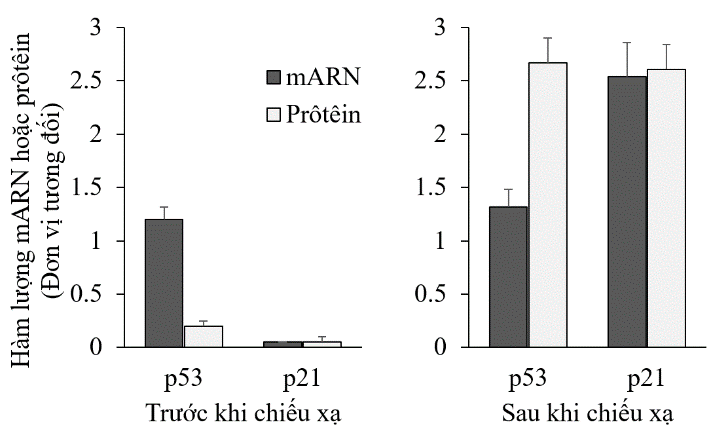 Hàm lượng mARN hoặc prôtêin
(Đơn vị tương đối)
3
2.5
2
1.5
1
0.5
0
mARN
Prôtêin
p53
p21
Trước khi chiếu xạ
3
2.5
2
1.5
1
0.5
0
p53
p21
Sau khi chiếu xạ